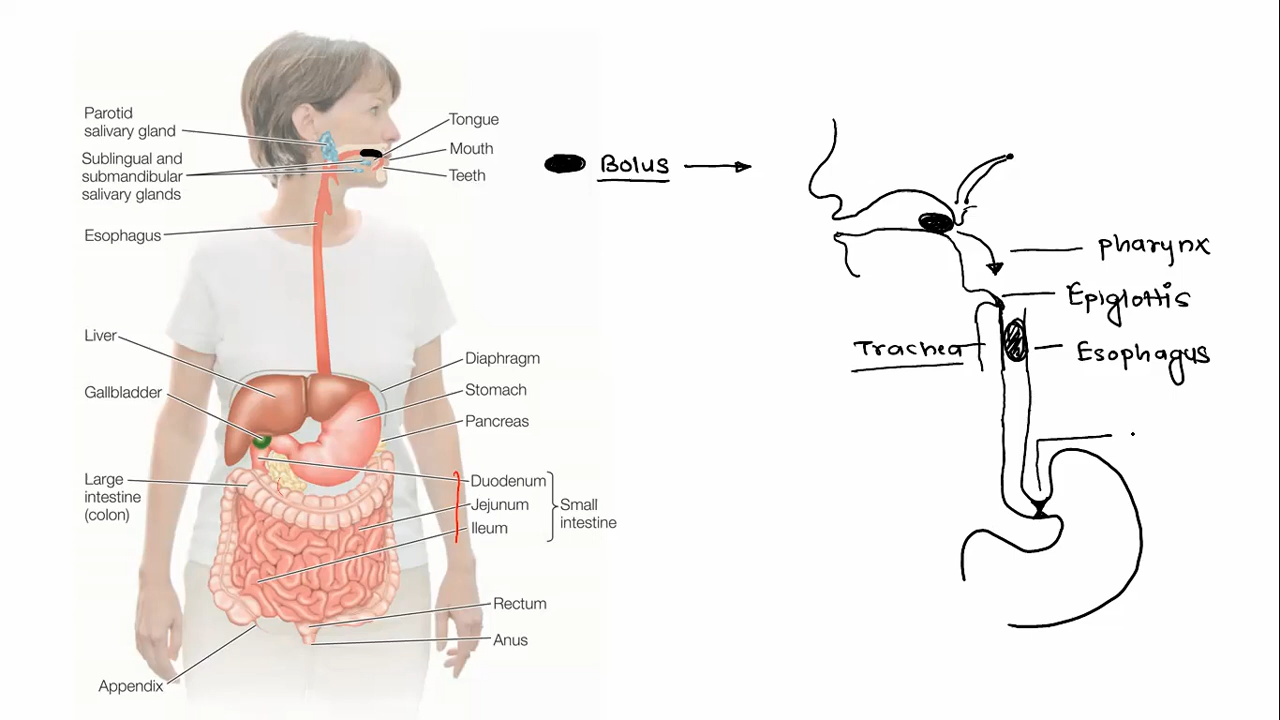 Parotid
salivary gland
Sublingual and
submandibular
salivary glands
Esophagus
Liver
Gallbladder
Large
intestine
(colon)
Appendix
Tongue
Mouth
Teeth
Diaphragm
Stomach
Pancreas
Duodenum
Jejunum
Ileum
Small
intestine
Rectum
Anus
Bolus
pharynx
Epiglottis
Trachea
Esophagus